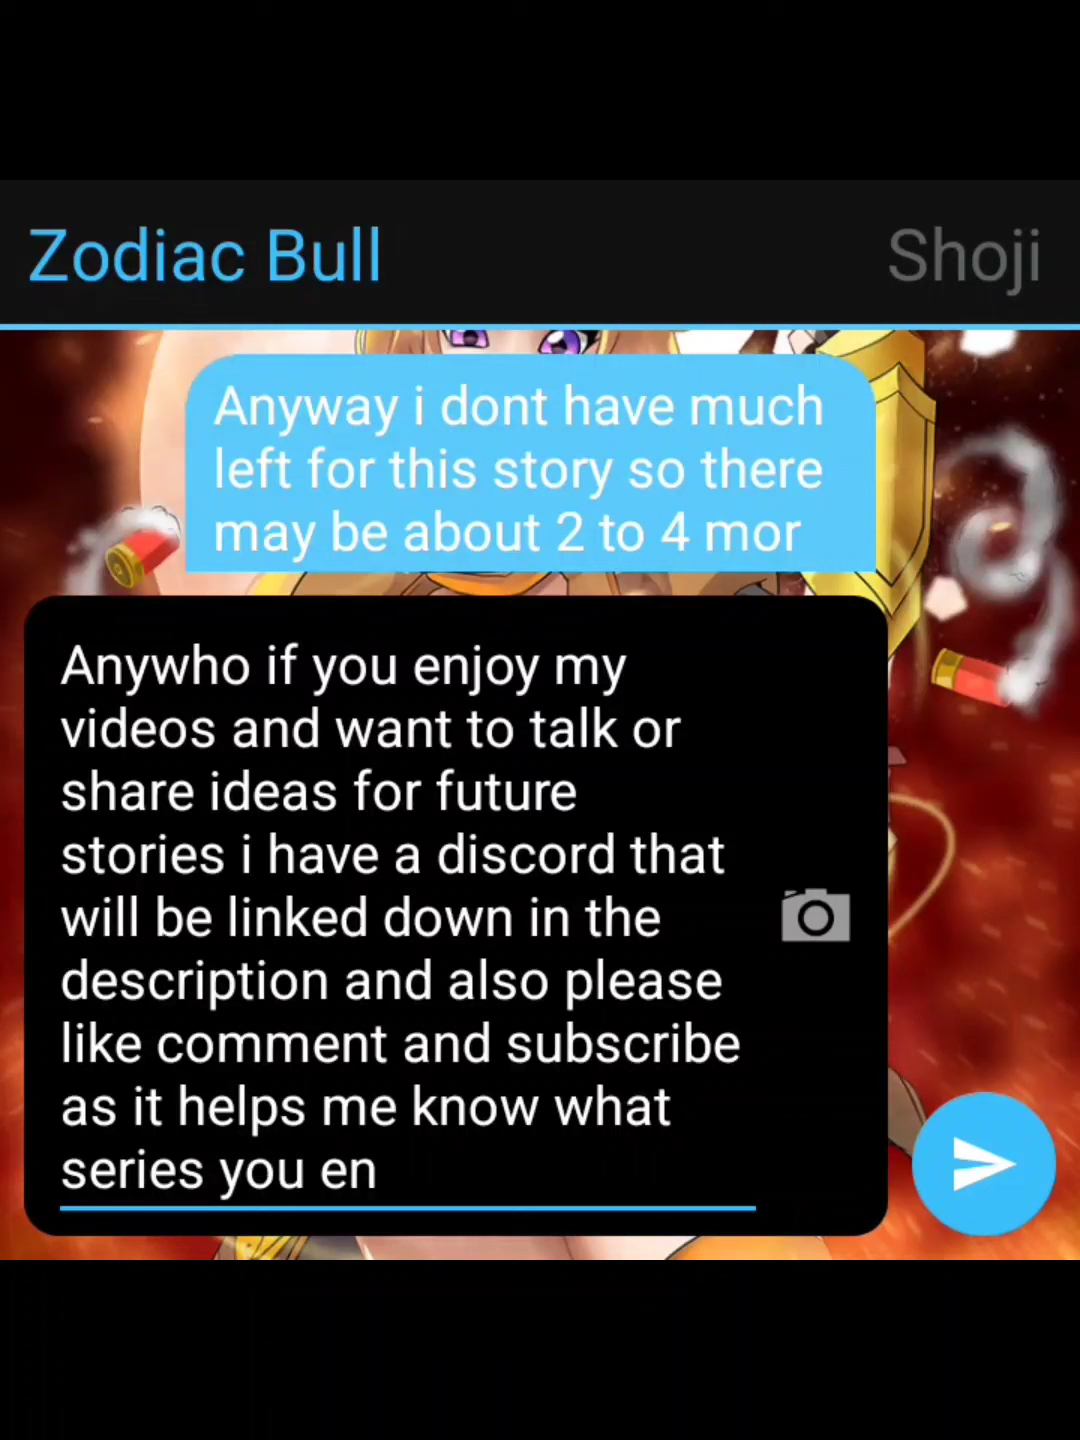 Zodiac Bull
Shoji
Anyway i dont have much
left for this story so there
may be about 2 to 4 mor
Anywho if you enjoy my
videos and want to talk or
share ideas for future
stories i have a discord that
will be linked down in the
description and also please
like comment and subscribe
as it helps me know what
series you en